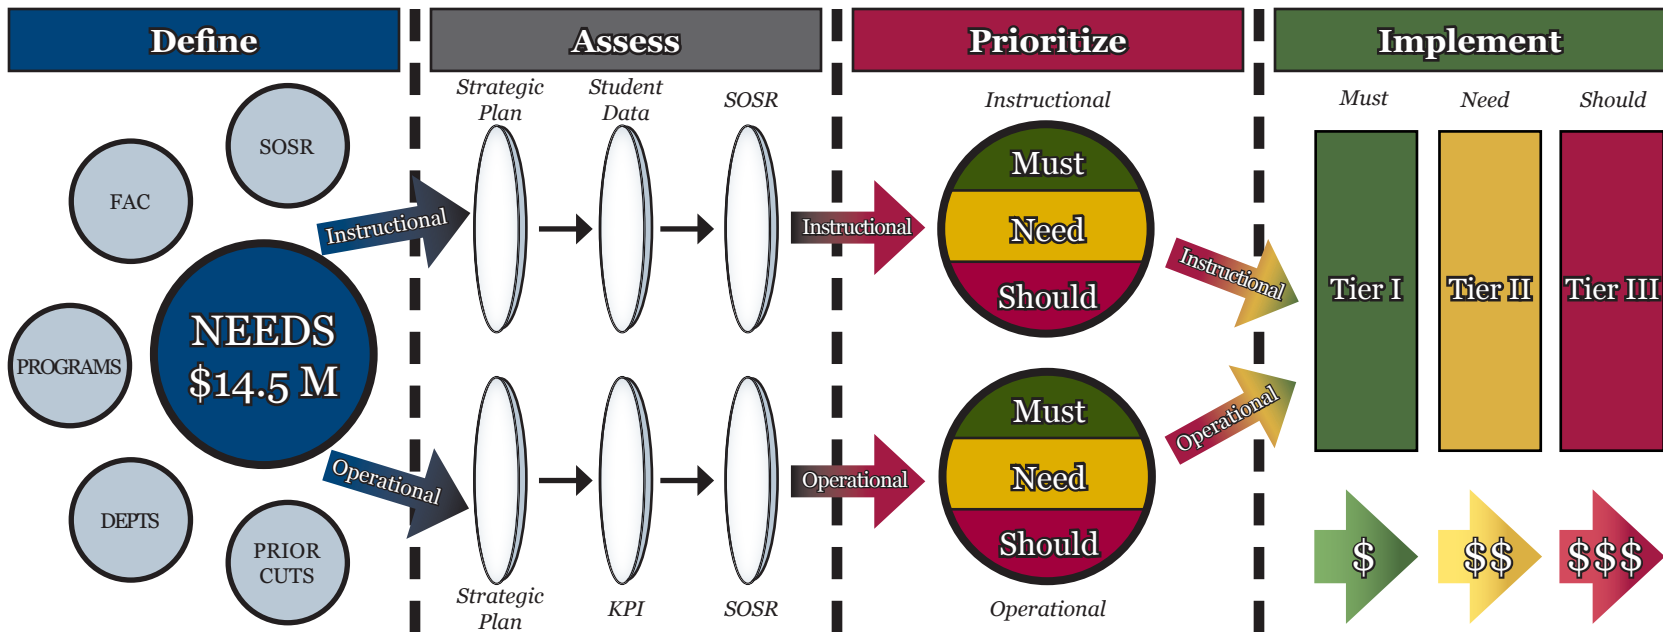 Define
Assess
Prioritize
Implement
SOSR
FAC
PROGRAMS
DEPTS
PRIOR
CUTS
NEEDS
$14.5 M
Instructional
Operational
Strategic
Plan
Student
Data
SOSR
Strategic
Plan
KPI
SOSR
Instructional
Operational
Instructional
Must
Need
Should
Must
Need
Should
Operational
Instructional
Operational
Must
Need
Should
Tier I
Tier II
Tier III
$
$$
$$$